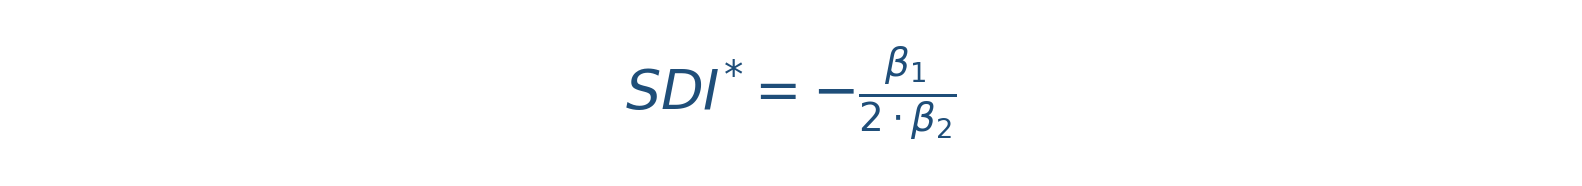 SDI* = −β₁/(2 · β₂)